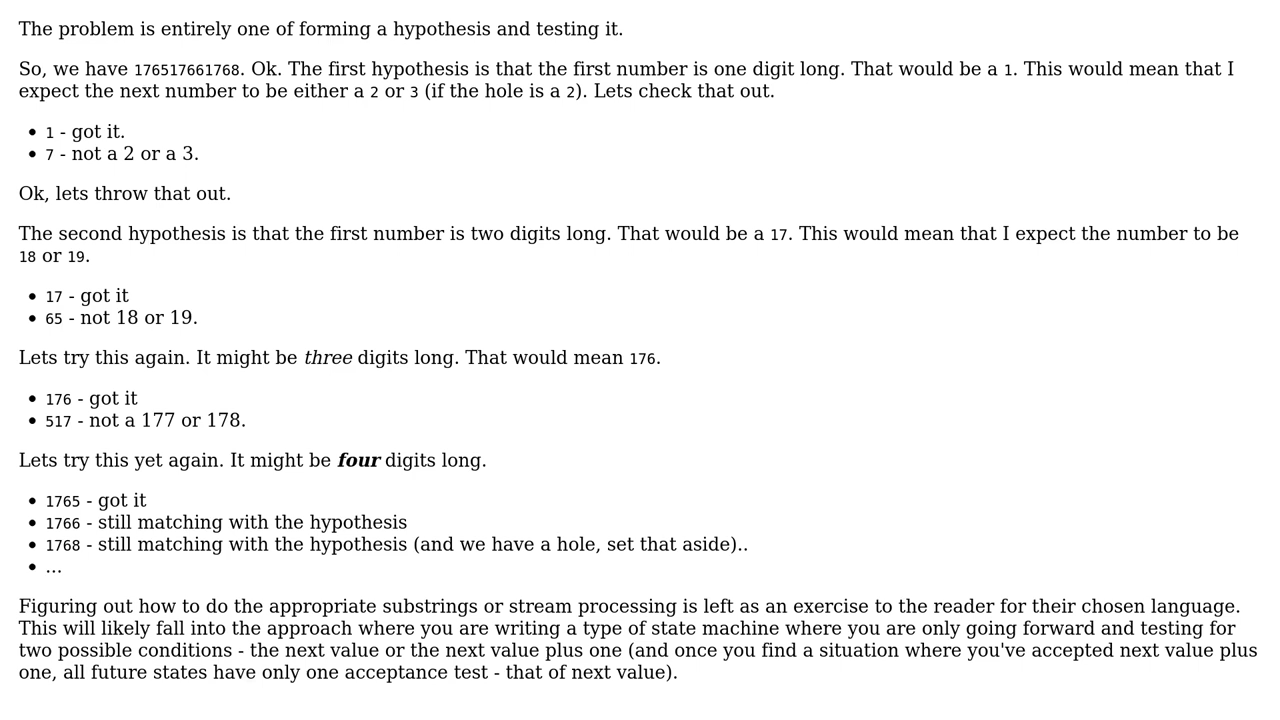 The problem is entirely one of forming a hypothesis and testing it.
So, we have 176517661768. Ok. The first hypothesis is that the first number is one digit long. That would be a 1. This would mean that I
expect the next number to be either a 2 or 3 (if the hole is a 2). Lets check that out.
• 1 - got it.
• 7 - not a 2 or a 3.
Ok, lets throw that out.
The second hypothesis is that the first number is two digits long. That would be a 17. This would mean that I expect the number to be
18 or 19.
• 17 - got it
• 65 - not 18 or 19.
Lets try this again. It might be three digits long. That would mean 176.
• 176 - got it
• 517 - not a 177 or 178.
Lets try this yet again. It might be four digits long.
• 1765 - got it
• 1766 - still matching with the hypothesis
• 1768 - still matching with the hypothesis (and we have a hole, set that aside)..
• ...
Figuring out how to do the appropriate substrings or stream processing is left as an exercise to the reader for their chosen language.
This will likely fall into the approach where you are writing a type of state machine where you are only going forward and testing for
two possible conditions - the next value or the next value plus one (and once you find a situation where you've accepted next value plus
one, all future states have only one acceptance test - that of next value).